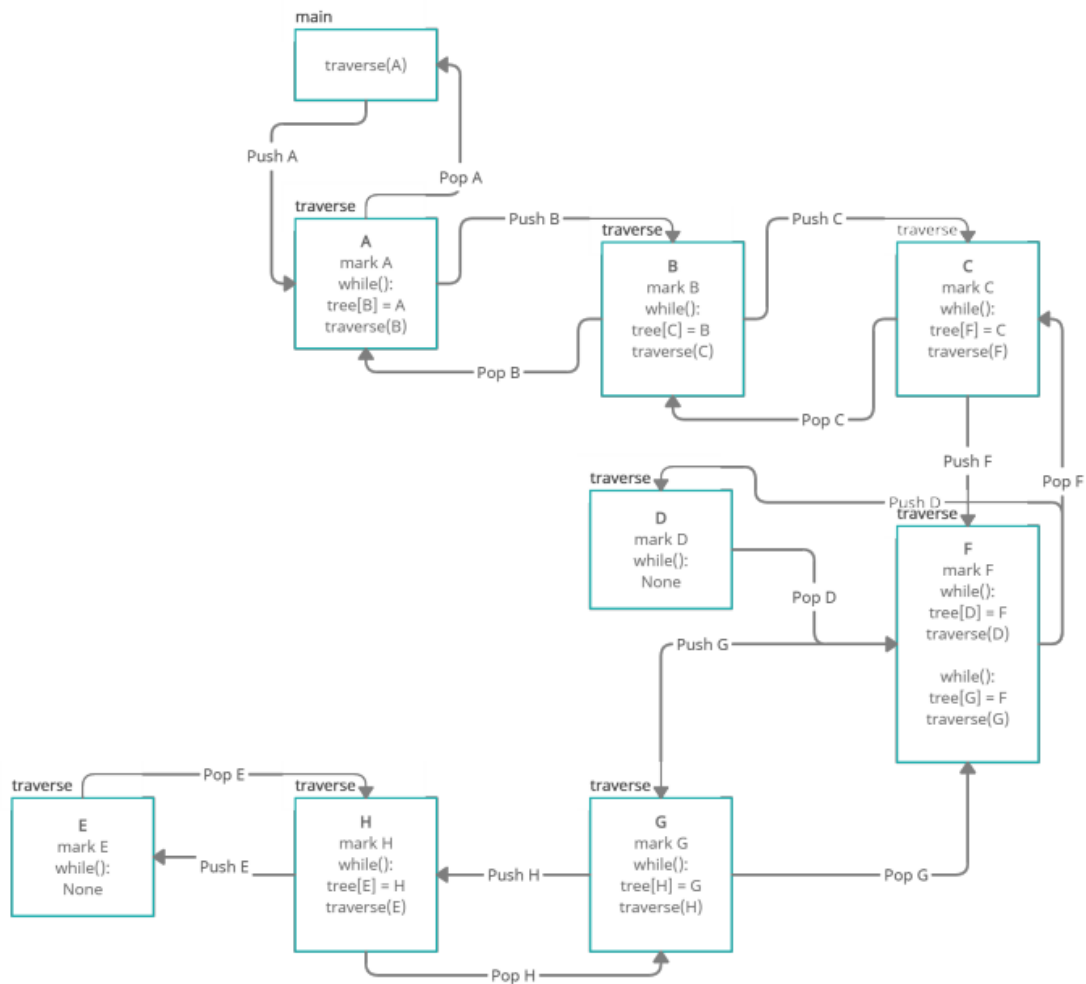 main
traverse(A)
Push A
Pop A
traverse
A
mark A
while():
tree[B] = A
traverse(B)
Push B
Pop B
traverse
B
mark B
while():
tree[C] = B
traverse(C)
Push C
Pop C
traverse
C
mark C
while():
tree[F] = C
traverse(F)
Push F
Pop F
traverse
D
mark D
while():
None
Push D
Pop D
traverse
F
mark F
while():
tree[D] = F
traverse(D)
while():
tree[G] = F
traverse(G)
Push G
Pop G
traverse
E
mark E
while():
None
Pop E
Push E
traverse
H
mark H
while():
tree[E] = H
traverse(E)
Push H
Pop H
traverse
G
mark G
while():
tree[H] = G
traverse(H)